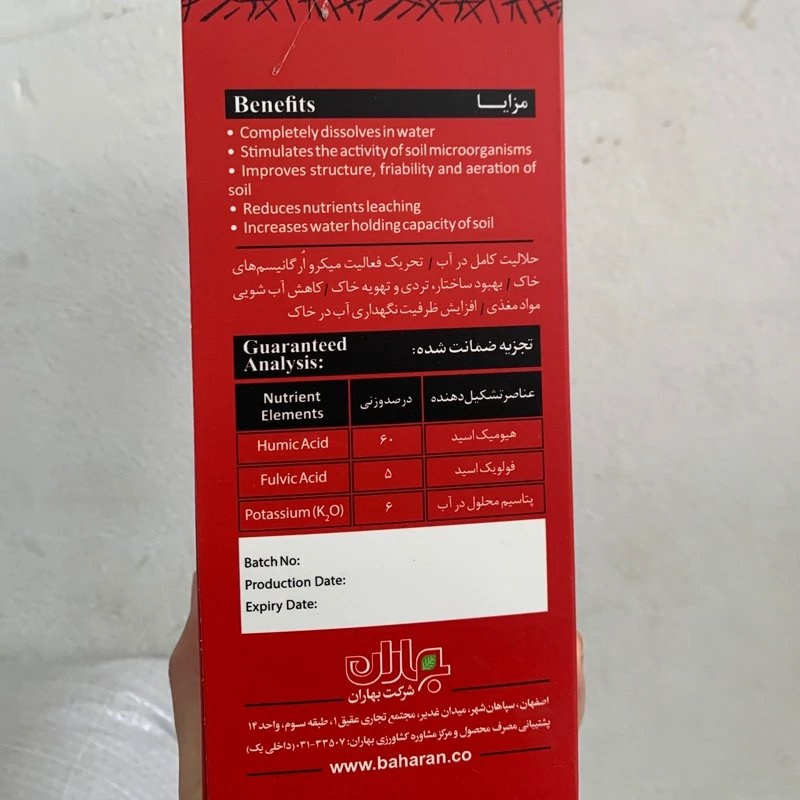 Benefits مزایـــا
• Completely dissolves in water
• Stimulates the activity of soil microorganisms
• Improves structure, friability and aeration of
soil
• Reduces nutrients leaching
• Increases water holding capacity of soil
حلالیت کامل در آب / تحریک فعالیت میکرو اُرگانیسم‌های
خاک / بهبود ساختار، تردی و تهویه خاک / کاهش آب شویی
مواد مغذی / افزایش ظرفیت نگهداری آب در خاک
Guaranteed تجزیه ضمانت شده:
Analysis:
Nutrient Elements درصدوزنی عناصر تشکیل‌دهنده
Humic Acid ۶۰ هیومیک اسید
Fulvic Acid ۵ فولویک اسید
Potassium (K₂O) ۶ پتاسیم محلول در آب
Batch No:
Production Date:
Expiry Date:
بهاران
شرکت بهاران
اصفهان، سپاهان‌شهر، میدان غدیر، مجتمع تجاری عقیق ۱، طبقه سوم، واحد ۱۴
پشتیبانی مصرف محصول و مرکز مشاوره کشاورزی بهاران: ۳۳۵۰۷-۰۳۱ (داخلی یک)
www.baharan.co